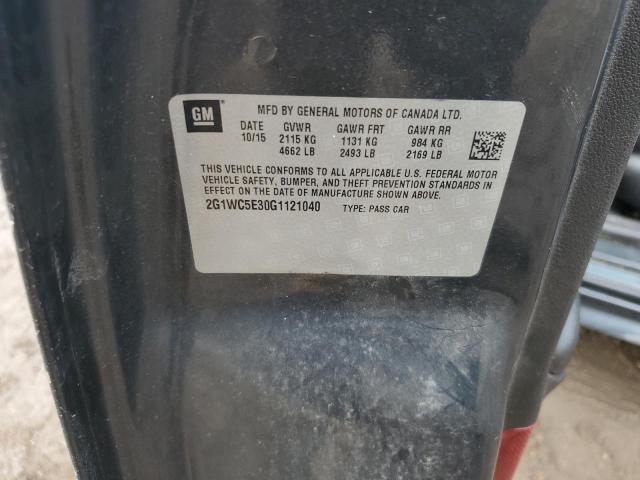 GM MFD BY GENERAL MOTORS OF CANADA LTD.
DATE GVWR GAWR FRT GAWR RR
10/15 2115 KG 1131 KG 984 KG
4662 LB 2493 LB 2169 LB
THIS VEHICLE CONFORMS TO ALL APPLICABLE U.S. FEDERAL MOTOR
VEHICLE SAFETY, BUMPER, AND THEFT PREVENTION STANDARDS IN
EFFECT ON THE DATE OF MANUFACTURE SHOWN ABOVE.
2G1WC5E30G1121040 TYPE: PASS CAR